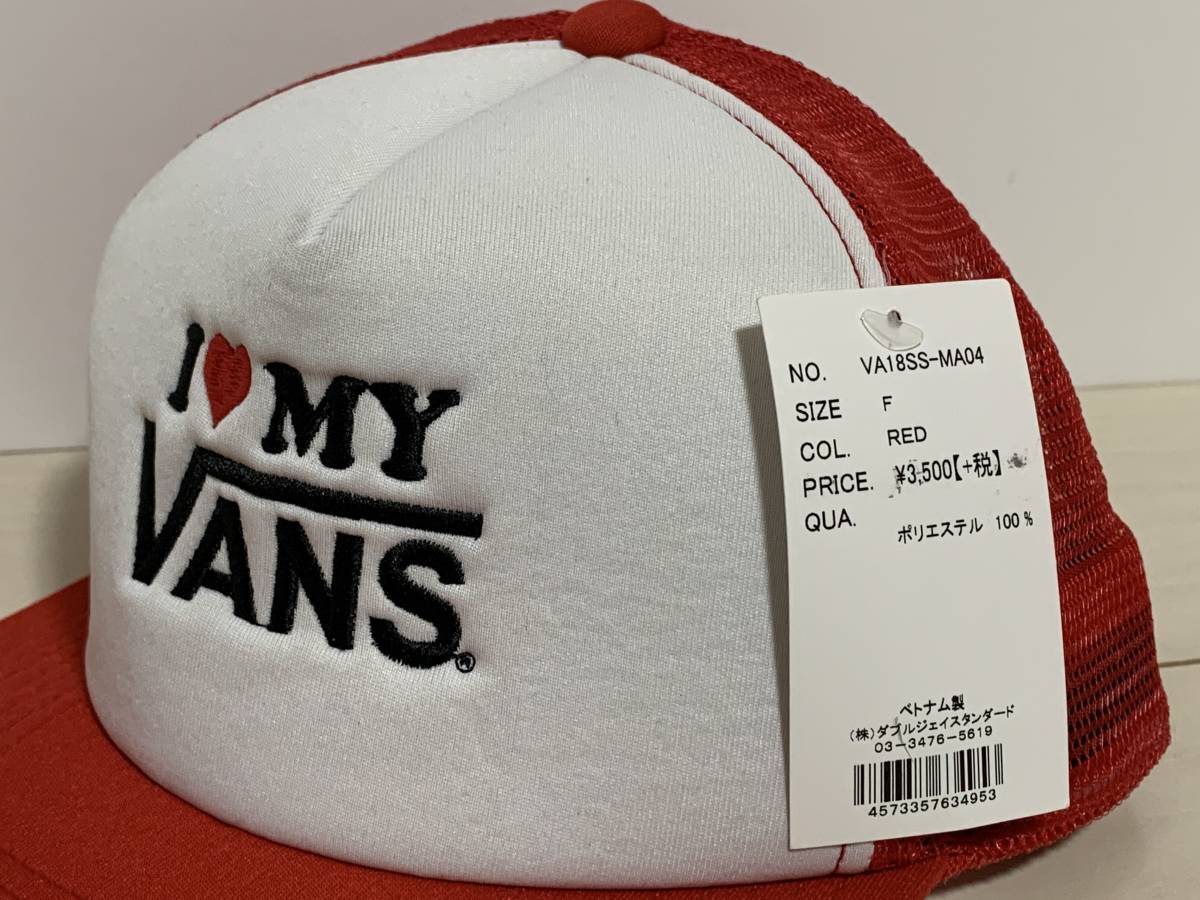 I ♥ MY
VANS®
NO. VA18SS-MA04
SIZE F
COL. RED
PRICE. ¥3,500【+税】
QUA.
ポリエステル 100 %
ベトナム製
(株)ダブルジェイスタンダード
03-3476-5619
4573357634953